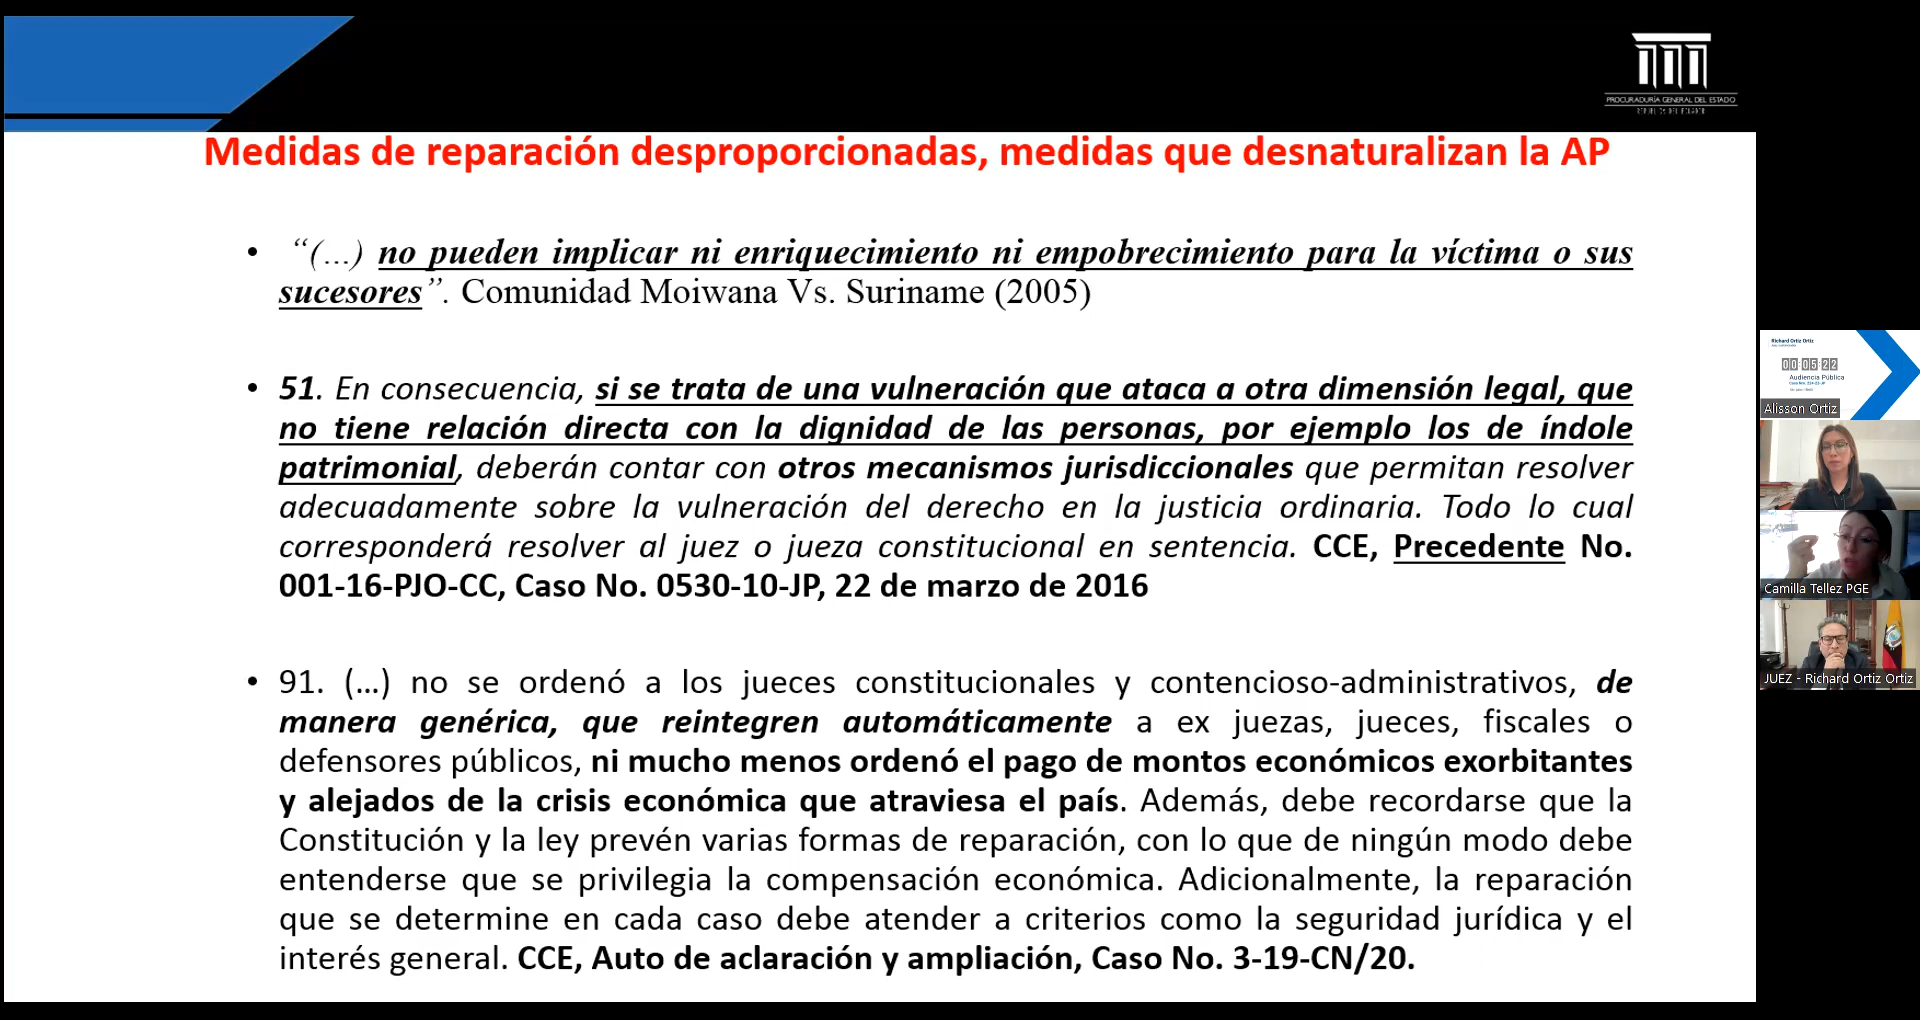 PROCURADURÍA GENERAL DEL ESTADO
Medidas de reparación desproporcionadas, medidas que desnaturalizan la AP
• “(...) no pueden implicar ni enriquecimiento ni empobrecimiento para la víctima o sus
sucesores”. Comunidad Moiwana Vs. Suriname (2005)
• 51. En consecuencia, si se trata de una vulneración que ataca a otra dimensión legal, que
no tiene relación directa con la dignidad de las personas, por ejemplo los de índole
patrimonial, deberán contar con otros mecanismos jurisdiccionales que permitan resolver
adecuadamente sobre la vulneración del derecho en la justicia ordinaria. Todo lo cual
corresponderá resolver al juez o jueza constitucional en sentencia. CCE, Precedente No.
001-16-PJO-CC, Caso No. 0530-10-JP, 22 de marzo de 2016
• 91. (...) no se ordenó a los jueces constitucionales y contencioso-administrativos, de
manera genérica, que reintegren automáticamente a ex juezas, jueces, fiscales o
defensores públicos, ni mucho menos ordenó el pago de montos económicos exorbitantes
y alejados de la crisis económica que atraviesa el país. Además, debe recordarse que la
Constitución y la ley prevén varias formas de reparación, con lo que de ningún modo debe
entenderse que se privilegia la compensación económica. Adicionalmente, la reparación
que se determine en cada caso debe atender a criterios como la seguridad jurídica y el
interés general. CCE, Auto de aclaración y ampliación, Caso No. 3-19-CN/20.
Richard Ortiz Ortiz
00:05:22
Audiencia Pública
Alisson Ortiz
Camilla Tellez PGE
JUEZ - Richard Ortiz Ortiz